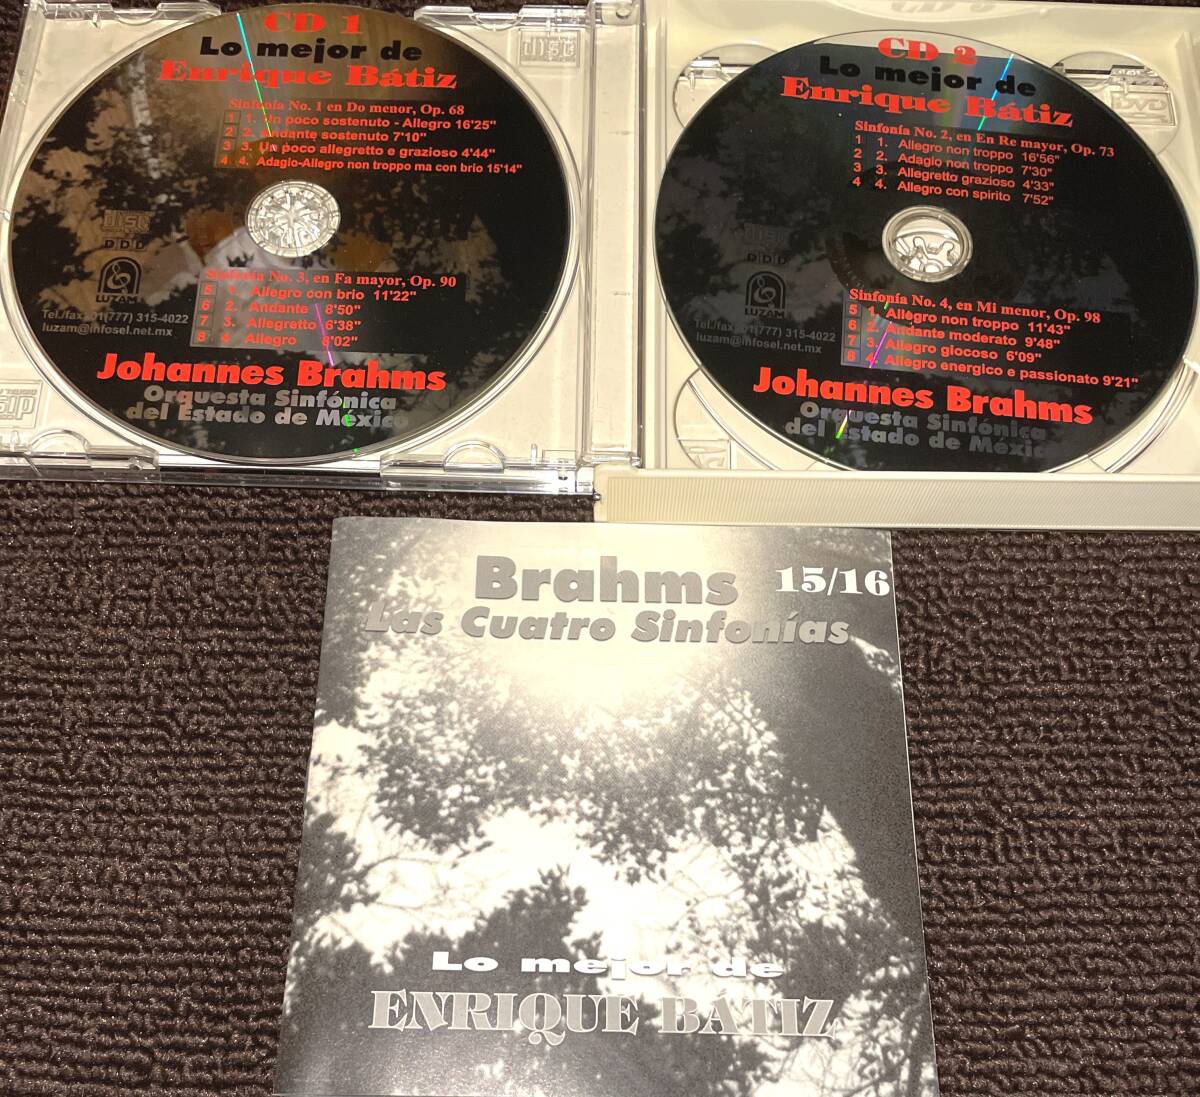 CD 1
Lo mejor de
Enrique Bátiz
Sinfonía No. 1 en Do menor, Op. 68
1 1. Un poco sostenuto - Allegro 16'25"
2 2. Andante sostenuto 7'10"
3 3. Un poco allegretto e grazioso 4'44"
4 4. Adagio-Allegro non troppo ma con brio 15'14"
disc
DDD
LUZAM
Tel./fax 01(777) 315-4022
luzam@infosel.net.mx
Sinfonía No. 3, en Fa mayor, Op. 90
5 1. Allegro con brio 11'22"
6 2. Andante 8'50"
7 3. Allegretto 6'38"
8 4 Allegro 8'02"
Johannes Brahms
Orquesta Sinfónica
del Estado de México
disc
CD 2
Lo mejor de
Enrique Bátiz
Sinfonía No. 2, en En Re mayor, Op. 73
1 1. Allegro non troppo 16'56"
2 2. Adagio non troppo 7'30"
3 3. Allegretto grazioso 4'33"
4 4. Allegro con spirito 7'52"
disc
DDD
LUZAM
Tel./fax 01(777) 315-4022
luzam@infosel.net.mx
Sinfonía No. 4, en Mi menor, Op. 98
5 1. Allegro non troppo 11'43"
6 2. Andante moderato 9'48"
7 3. Allegro giocoso 6'09"
8 4. Allegro energico e passionato 9'21"
Johannes Brahms
Orquesta Sinfónica
del Estado de Méxic
DVD
Brahms 15/16
Las Cuatro Sinfonías
Lo mejor de
ENRIQUE BÁTIZ